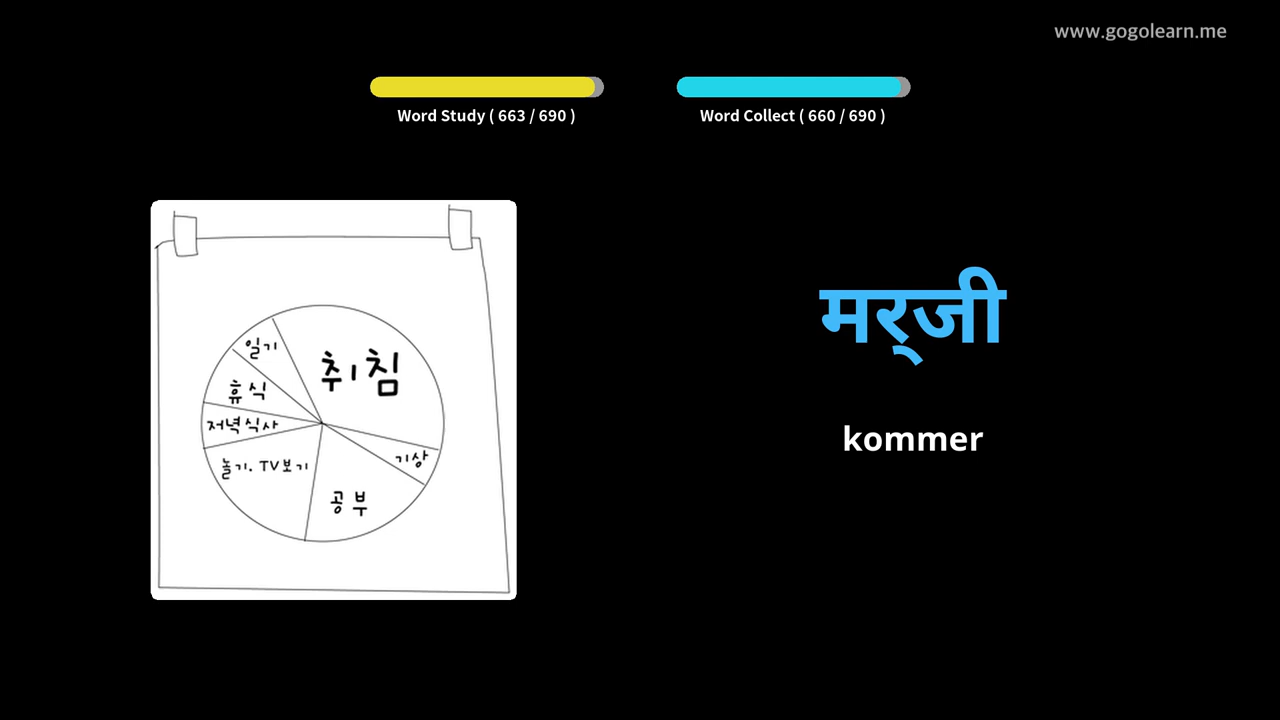 www.gogolearn.me
Word Study ( 663 / 690 )
Word Collect ( 660 / 690 )
일기
취침
휴식
저녁식사
놀기. TV보기
기상
공부
मर्‌जी
kommer